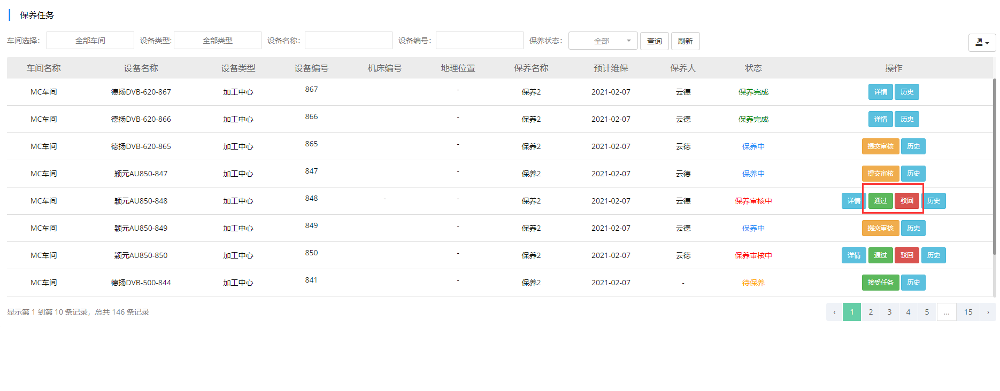 保养任务
车间选择： 全部车间 设备类型: 全部类型 设备名称： 设备编号： 保养状态： 全部 查询 刷新
车间名称 设备名称 设备类型 设备编号 机床编号 地理位置 保养名称 预计维保 保养人 状态 操作
MC车间 德扬DVB-620-867 加工中心 867 - 保养2 2021-02-07 云德 保养完成 详情 历史
MC车间 德扬DVB-620-866 加工中心 866 - 保养2 2021-02-07 云德 保养完成 详情 历史
MC车间 德扬DVB-620-865 加工中心 865 - 保养2 2021-02-07 云德 保养中 提交审核 历史
MC车间 颖元AU850-847 加工中心 847 - 保养2 2021-02-07 云德 保养中 提交审核 历史
MC车间 颖元AU850-848 加工中心 848 - - 保养2 2021-02-07 云德 保养审核中 详情 通过 驳回 历史
MC车间 颖元AU850-849 加工中心 849 - 保养2 2021-02-07 云德 保养中 提交审核 历史
MC车间 颖元AU850-850 加工中心 850 - 保养2 2021-02-07 云德 保养审核中 详情 通过 驳回 历史
MC车间 德扬DVB-500-844 加工中心 841 - 保养2 2021-02-07 - 待保养 接受任务 历史
显示第 1 到第 10 条记录，总共 146 条记录 ‹ 1 2 3 4 5 ... 15 ›